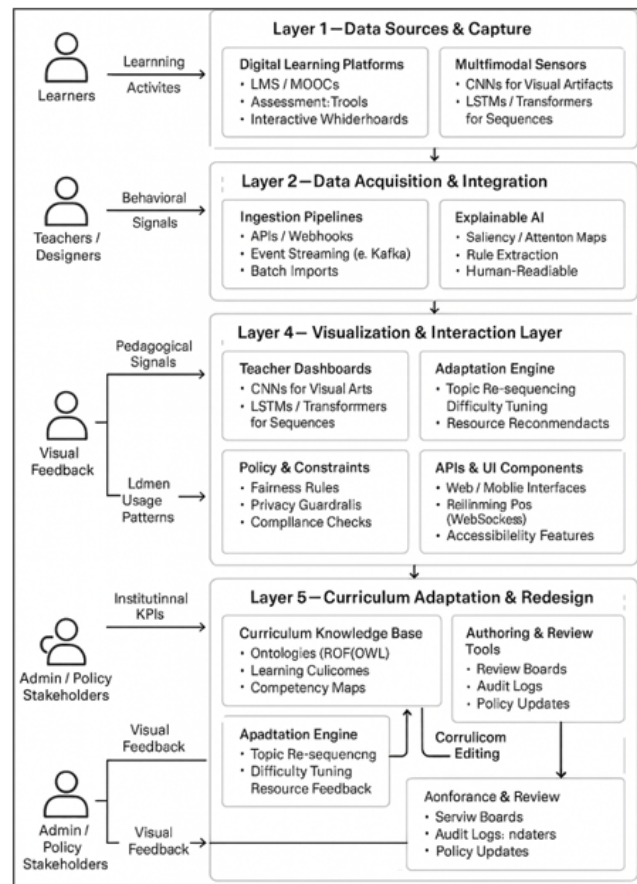 Layer 1—Data Sources & Capture
Learners
Learnning
Activites
Digital Learning Platforms
• LMS / MOOCs
• Assessment: Trools
• Interactive Whiderhoards
Multfimodal Sensors
• CNNs for Visual Artifacts
• LSTMs / Transformers
for Sequences
Layer 2—Data Acquisition & Integration
Teachers /
Designers
Behavioral
Signals
Ingestion Pipelines
• APIs / Webhooks
• Event Streaming (e. Kafka)
• Batch Imports
Explainable AI
• Saliency / Attenton Maps
• Rule Extraction
• Human-Readiable
Layer 4— Visualization & Interaction Layer
Pedagogical
Signals
Visual
Feedback
Ldmen
Usage
Patterns
Teacher Dashboards
• CNNs for Visual Arts
• LSTMs / Transforrmers
for Sequences
Adaptation Engine
• Topic Re-sequencing
Difficulty Tuning
• Resource Recommendacts
Policy & Constraints
• Fairness Rules
• Privacy Guardralis
• Compllance Checks
APIs & UI Components
• Web / Moblie Interfaces
• Reilinming Pos
(WebSockess)
• Accessibilelity Features
Layer 5—Curriculum Adaptation & Redesign
Institutinnal
KPIs
Admin / Policy
Stakeholders
Curriculum Knowledge Base
• Ontologies (ROF(OWL)
• Learning Culicomes
• Competency Maps
Authoring & Review
Tools
• Review Boards
• Audit Logs
• Policy Updates
Visual
Feedback
Apadtation Engine
• Topic Re-sequencng
• Difficulty Tuning
Resource Feedback
Corrulicom
Editing
Admin /
Policy
Stakeholders
Visual
Feedback
Aonforance & Review
• Serviw Boards
• Audit Logs: ndaters
• Policy Updates